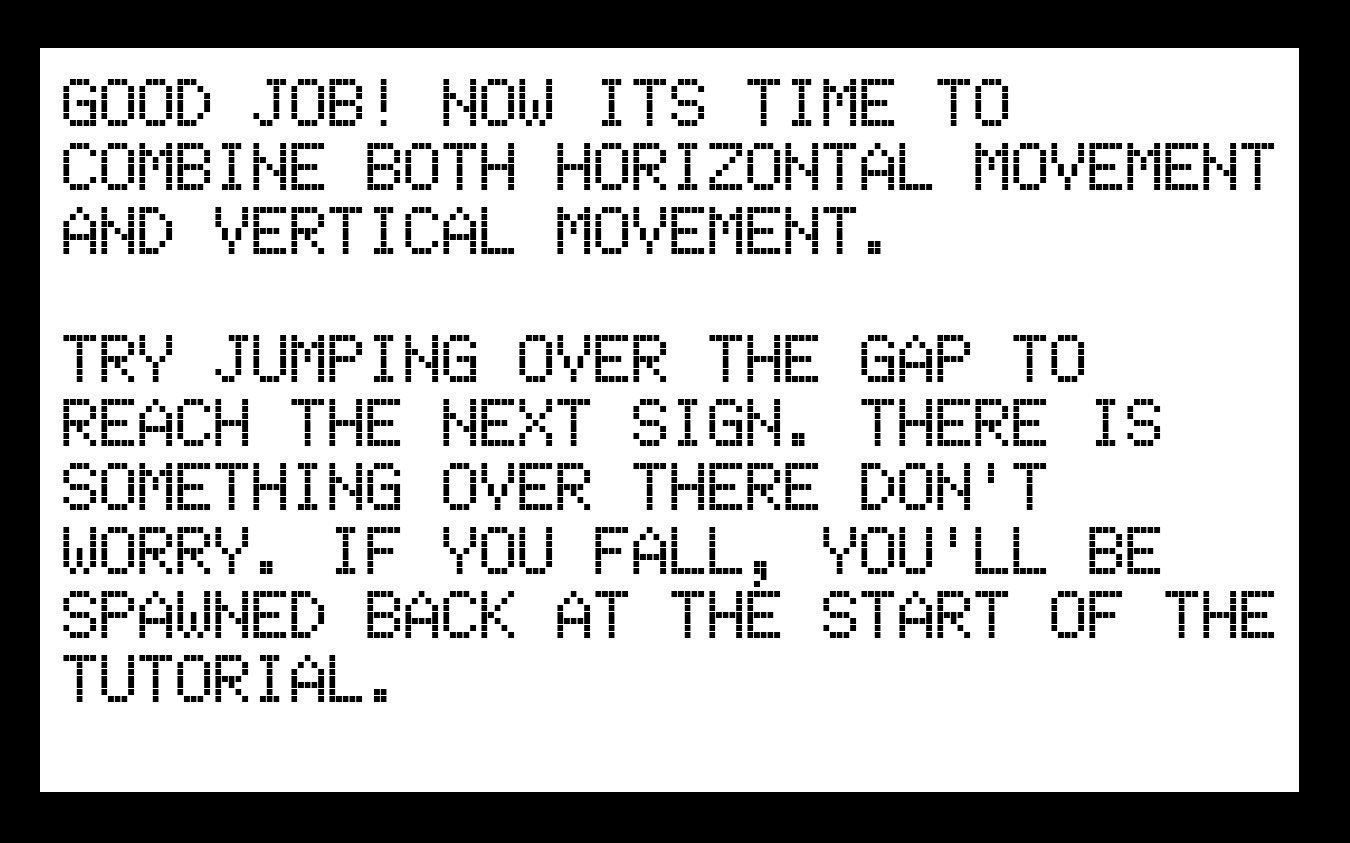 GOOD JOB! NOW ITS TIME TO
COMBINE BOTH HORIZONTAL MOVEMENT
AND VERTICAL MOVEMENT.
TRY JUMPING OVER THE GAP TO
REACH THE NEXT SIGN. THERE IS
SOMETHING OVER THERE DON'T
WORRY. IF YOU FALL, YOU'LL BE
SPAWNED BACK AT THE START OF THE
TUTORIAL.